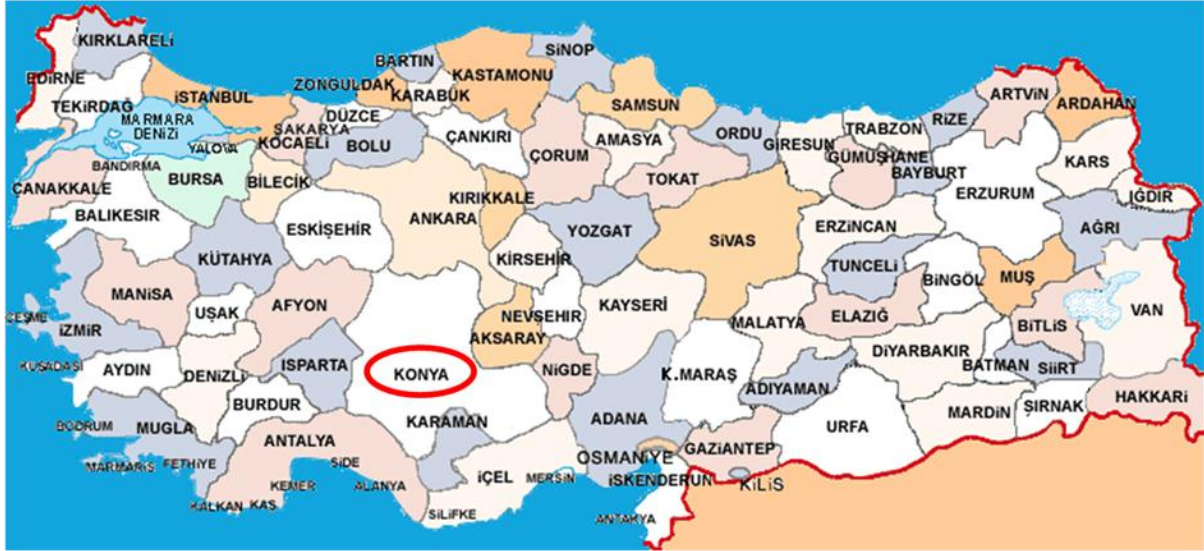 KIRKLARELİ
EDİRNE
TEKİRDAĞ
İSTANBUL
MARMARA
DENİZİ
YALOVA
KOCAELİ
SAKARYA
DÜZCE
ZONGULDAK
BARTIN
KARABÜK
KASTAMONU
SİNOP
SAMSUN
ORDU
GİRESUN
TRABZON
RİZE
ARTVİN
ARDAHAN
BANDIRMA
ÇANAKKALE
BURSA
BİLECİK
BOLU
ÇANKIRI
ÇORUM
AMASYA
TOKAT
GÜMÜŞHANE
BAYBURT
ERZURUM
KARS
IĞDIR
BALIKESIR
KÜTAHYA
ESKİŞEHİR
ANKARA
KIRIKKALE
KIRŞEHİR
YOZGAT
SİVAS
ERZİNCAN
TUNCELİ
BİNGÖL
MUŞ
AĞRI
MANİSA
UŞAK
AFYON
AKSARAY
NEVŞEHIR
KAYSERİ
MALATYA
ELAZIĞ
BİTLİS
VAN
ÇEŞME
İZMİR
KUŞADASI
AYDIN
DENİZLİ
ISPARTA
BURDUR
KONYA
NİGDE
K.MARAŞ
ADIYAMAN
DİYARBAKIR
BATMAN
SİİRT
HAKKARİ
ŞIRNAK
MARDİN
URFA
BODRUM
MUGLA
MARMARİS
FETHİYE
KALKAN
KAŞ
KEMER
ANTALYA
SİDE
ALANYA
KARAMAN
İÇEL
SİLİFKE
MERSİN
ADANA
OSMANİYE
GAZİANTEP
KİLİS
İSKENDERUN
ANTAKYA